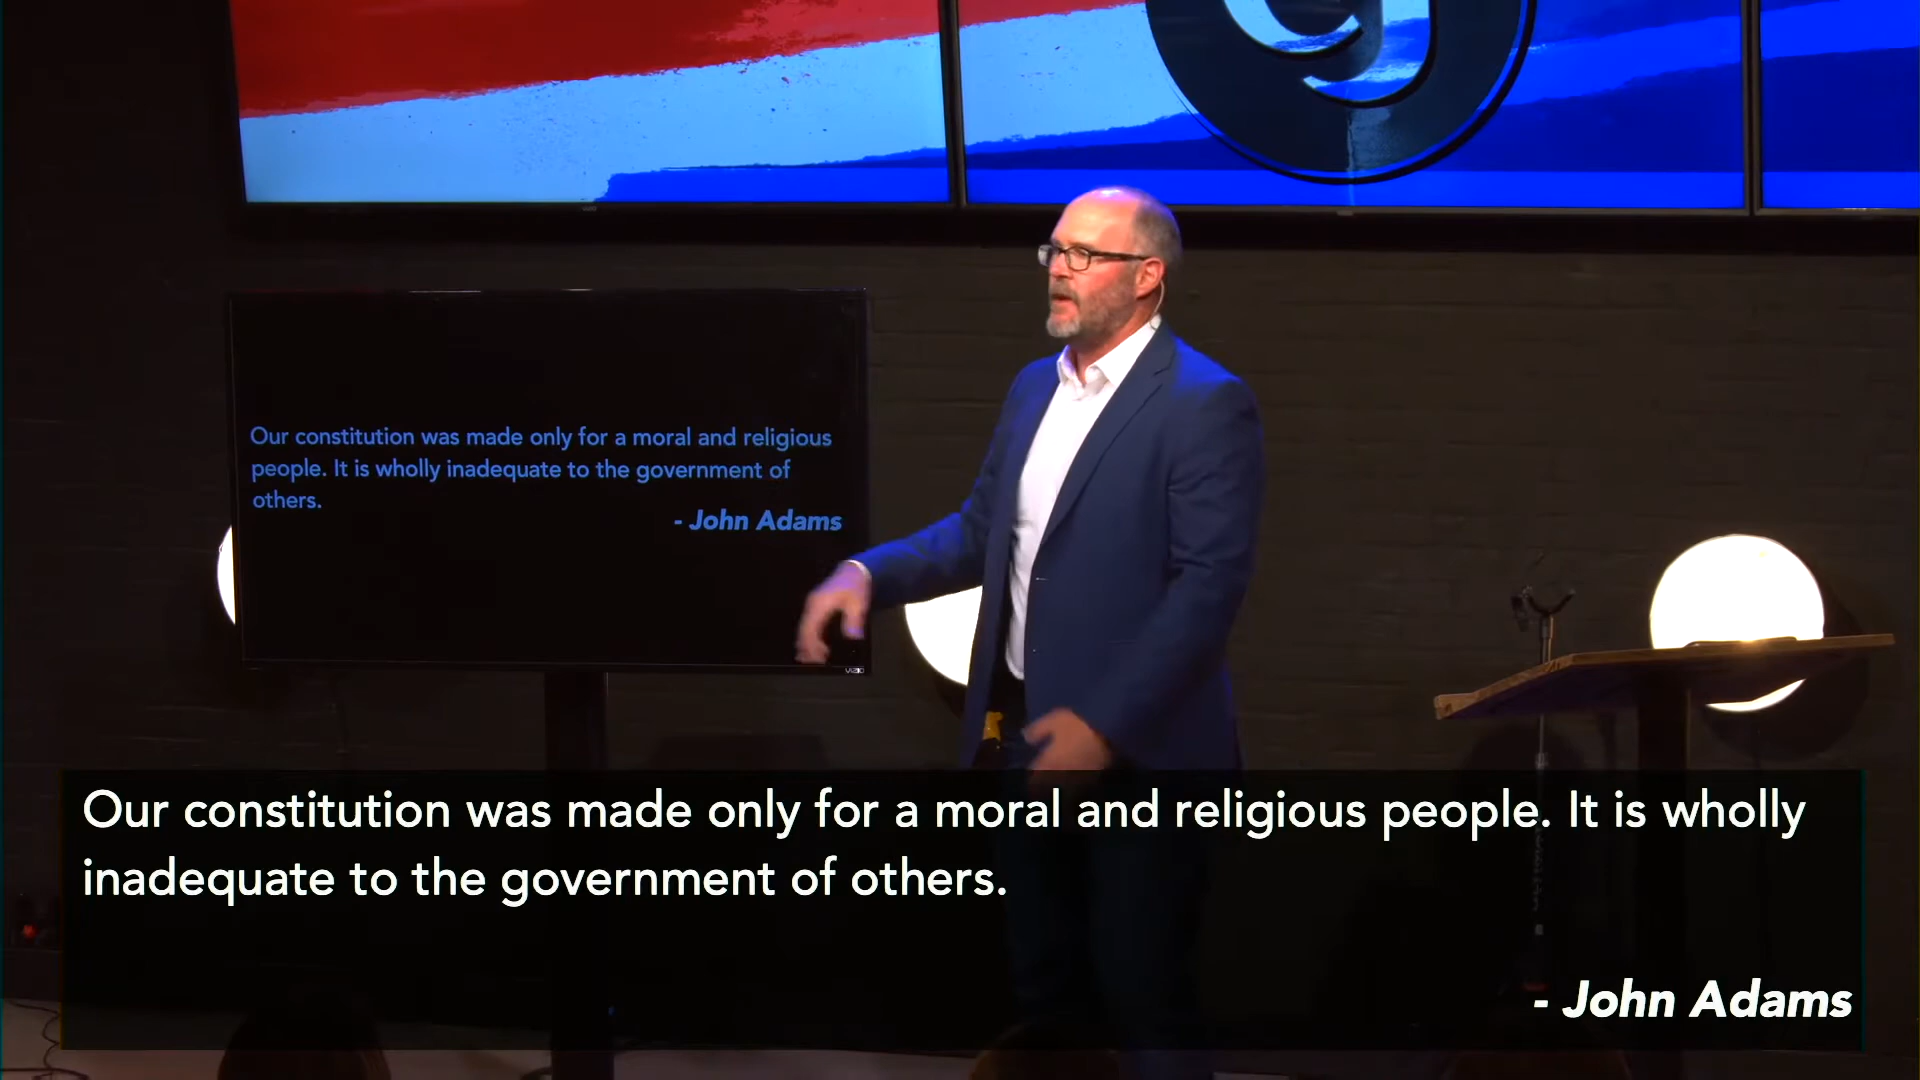 g
Our constitution was made only for a moral and religious
people. It is wholly inadequate to the government of
others.
- John Adams
VIZIO
Our constitution was made only for a moral and religious people. It is wholly
inadequate to the government of others.
- John Adams